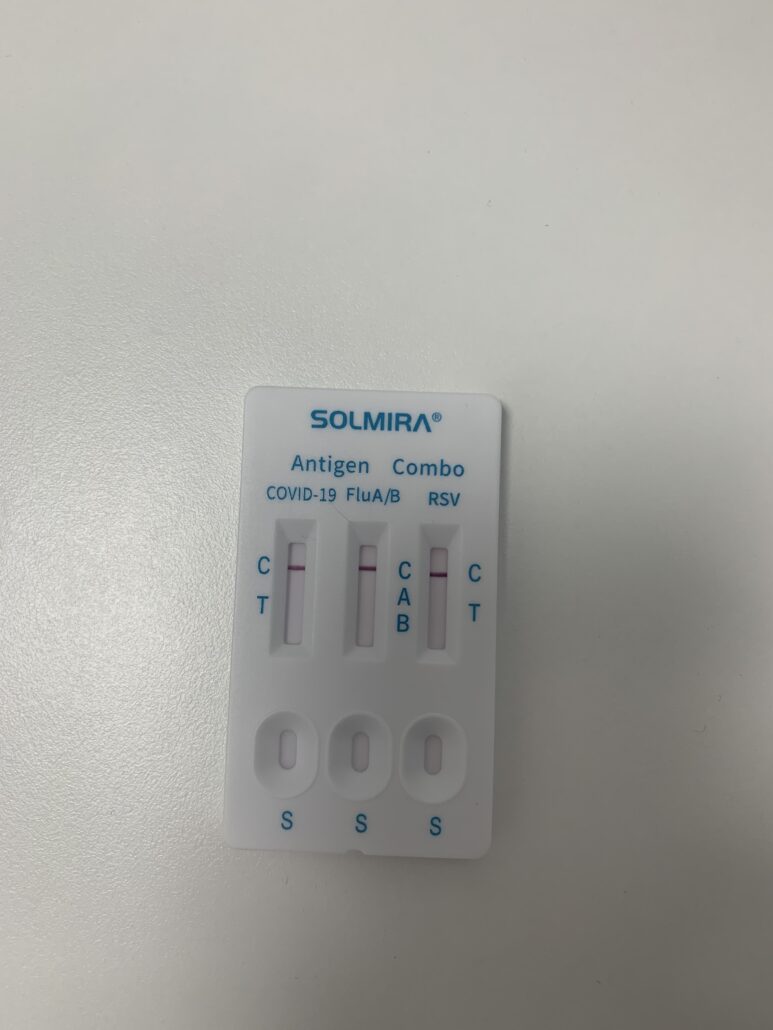 SOLMIRA®
Antigen Combo
COVID-19 FluA/B RSV
C C C
T A T
B
S S S